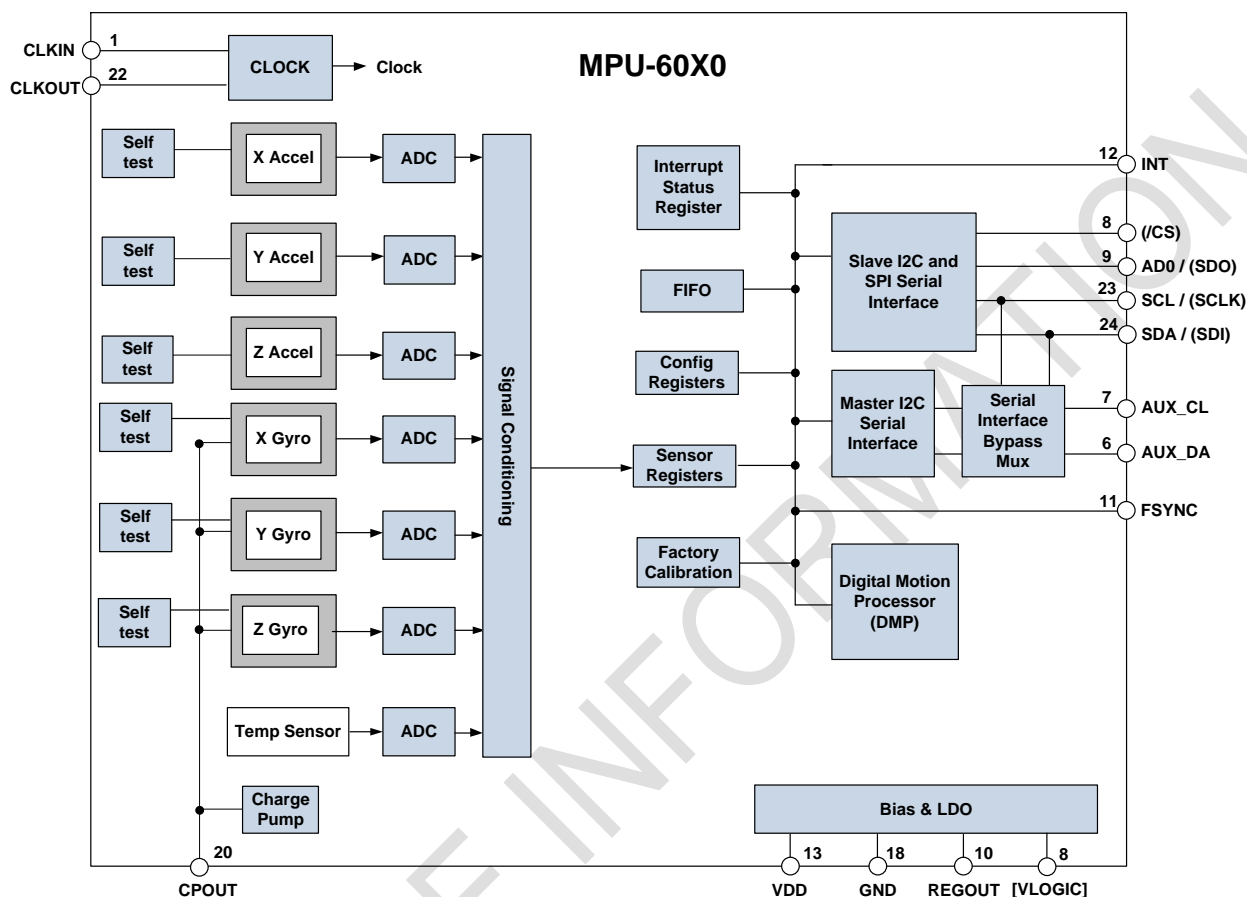 MPU-60X0
CLKIN
1
CLKOUT
22
CLOCK
Clock
Self
test
X Accel
ADC
Self
test
Y Accel
ADC
Self
test
Z Accel
ADC
Self
test
X Gyro
ADC
Self
test
Y Gyro
ADC
Self
test
Z Gyro
ADC
Temp Sensor
ADC
Signal Conditioning
Charge
Pump
20
CPOUT
Interrupt
Status
Register
FIFO
Config
Registers
Sensor
Registers
Factory
Calibration
Slave I2C and
SPI Serial
Interface
Master I2C
Serial
Interface
Serial
Interface
Bypass
Mux
Digital Motion
Processor
(DMP)
12
INT
8
(/CS)
9
AD0 / (SDO)
23
SCL / (SCLK)
24
SDA / (SDI)
7
AUX_CL
6
AUX_DA
11
FSYNC
Bias & LDO
13
VDD
18
GND
10
REGOUT
8
[VLOGIC]
E INFORMATION